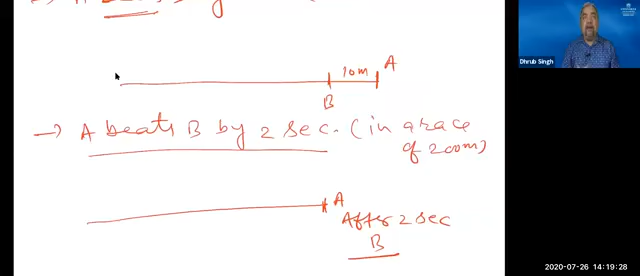 Dhrub Singh
10m
A
B
→ A beats B by 2 sec. (in a race
of 200m)
A
After 2 sec
B
2020-07-26 14:19:28